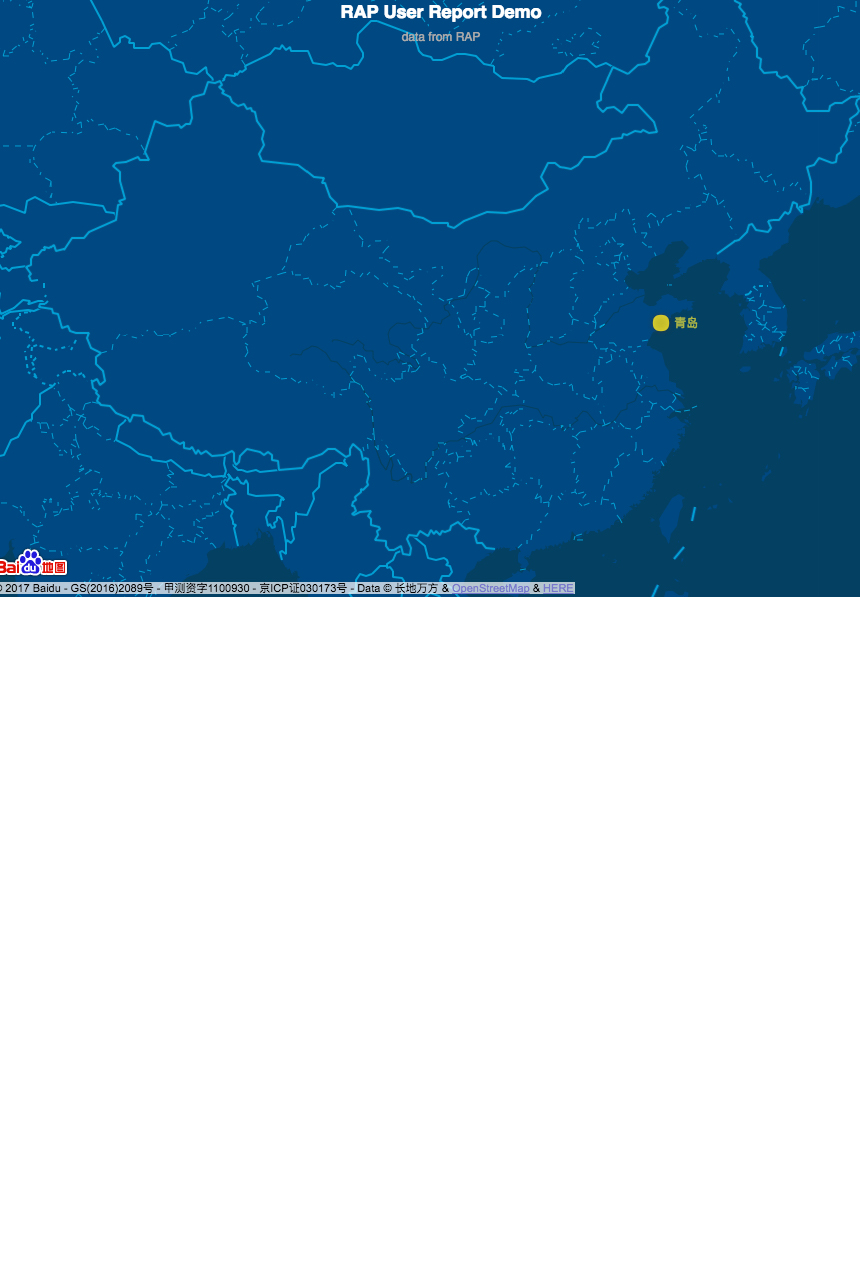 RAP User Report Demo
data from RAP
青岛
Bai du 地图
© 2017 Baidu - GS(2016)2089号 - 甲测资字1100930 - 京ICP证030173号 - Data © 长地万方 & OpenStreetMap & HERE